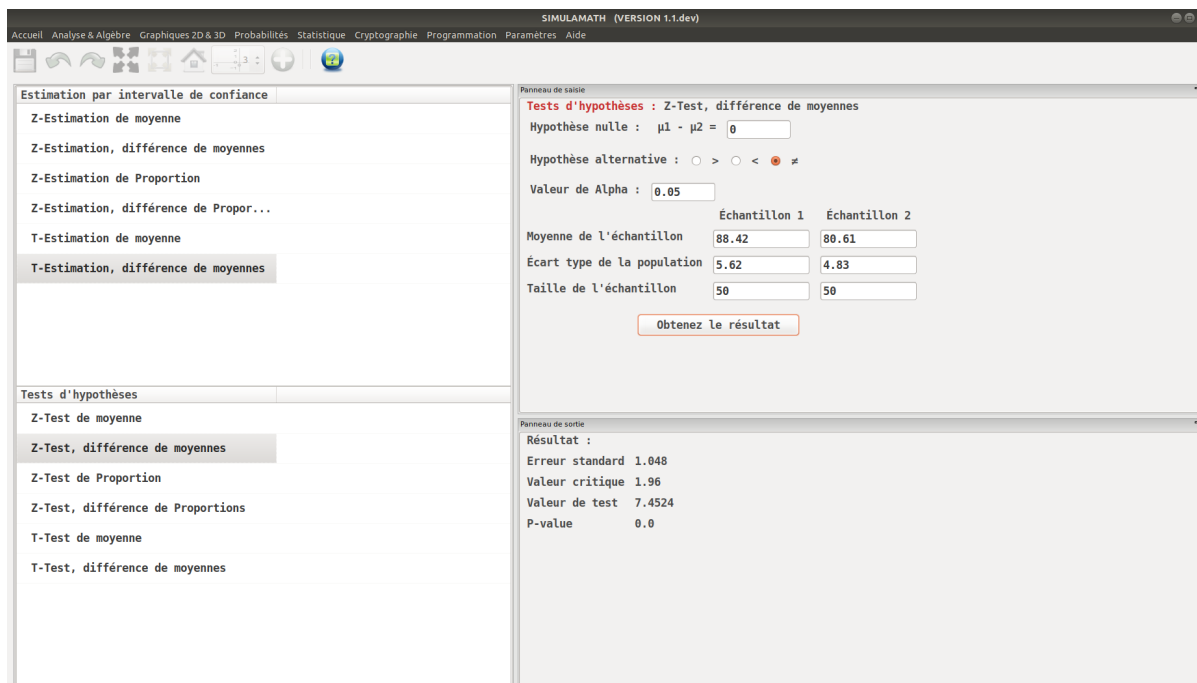 SIMULAMATH (VERSION 1.1.dev)
Accueil Analyse & Algèbre Graphiques 2D & 3D Probabilités Statistique Cryptographie Programmation Paramètres Aide
3
Estimation par intervalle de confiance
Z-Estimation de moyenne
Z-Estimation, différence de moyennes
Z-Estimation de Proportion
Z-Estimation, différence de Propor...
T-Estimation de moyenne
T-Estimation, différence de moyennes
Tests d'hypothèses
Z-Test de moyenne
Z-Test, différence de moyennes
Z-Test de Proportion
Z-Test, différence de Proportions
T-Test de moyenne
T-Test, différence de moyennes
Panneau de saisie
Tests d'hypothèses : Z-Test, différence de moyennes
Hypothèse nulle : μ1 - μ2 = 0
Hypothèse alternative : > < ≠
Valeur de Alpha : 0.05
Échantillon 1 Échantillon 2
Moyenne de l'échantillon 88.42 80.61
Écart type de la population 5.62 4.83
Taille de l'échantillon 50 50
Obtenez le résultat
Panneau de sortie
Résultat :
Erreur standard 1.048
Valeur critique 1.96
Valeur de test 7.4524
P-value 0.0